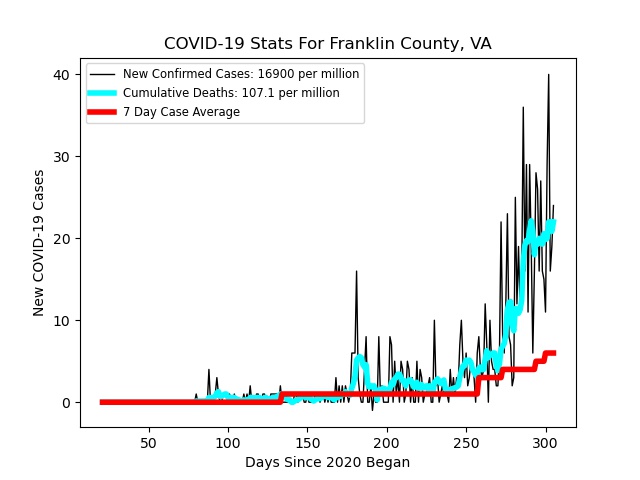 COVID-19 Stats For Franklin County, VA
New Confirmed Cases: 16900 per million
Cumulative Deaths: 107.1 per million
7 Day Case Average
40
30
20
10
0
New COVID-19 Cases
50 100 150 200 250 300
Days Since 2020 Began